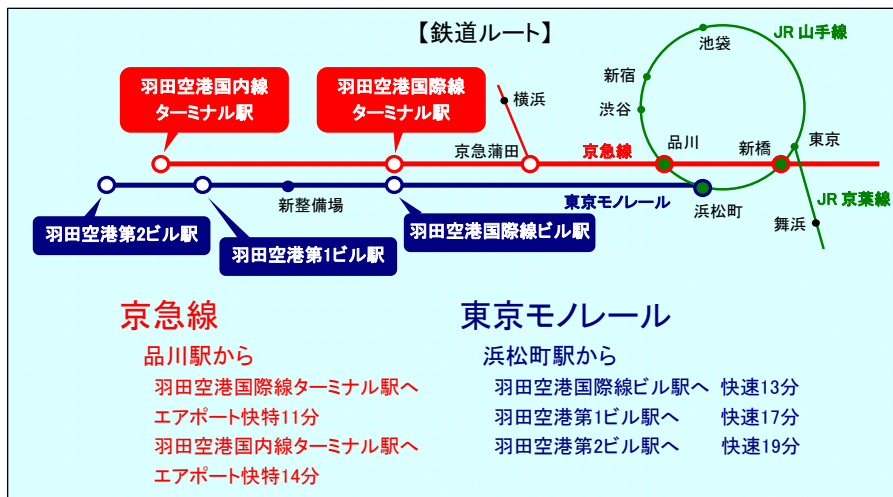 【鉄道ルート】
JR 山手線
池袋
新宿
渋谷
羽田空港国内線
ターミナル駅
羽田空港国際線
ターミナル駅
横浜
京急蒲田
京急線
品川
新橋
東京
新整備場
東京モノレール
浜松町
JR 京葉線
舞浜
羽田空港第2ビル駅
羽田空港第1ビル駅
羽田空港国際線ビル駅
京急線
品川駅から
羽田空港国際線ターミナル駅へ
エアポート快特11分
羽田空港国内線ターミナル駅へ
エアポート快特14分
東京モノレール
浜松町駅から
羽田空港国際線ビル駅へ 快速13分
羽田空港第1ビル駅へ 快速17分
羽田空港第2ビル駅へ 快速19分